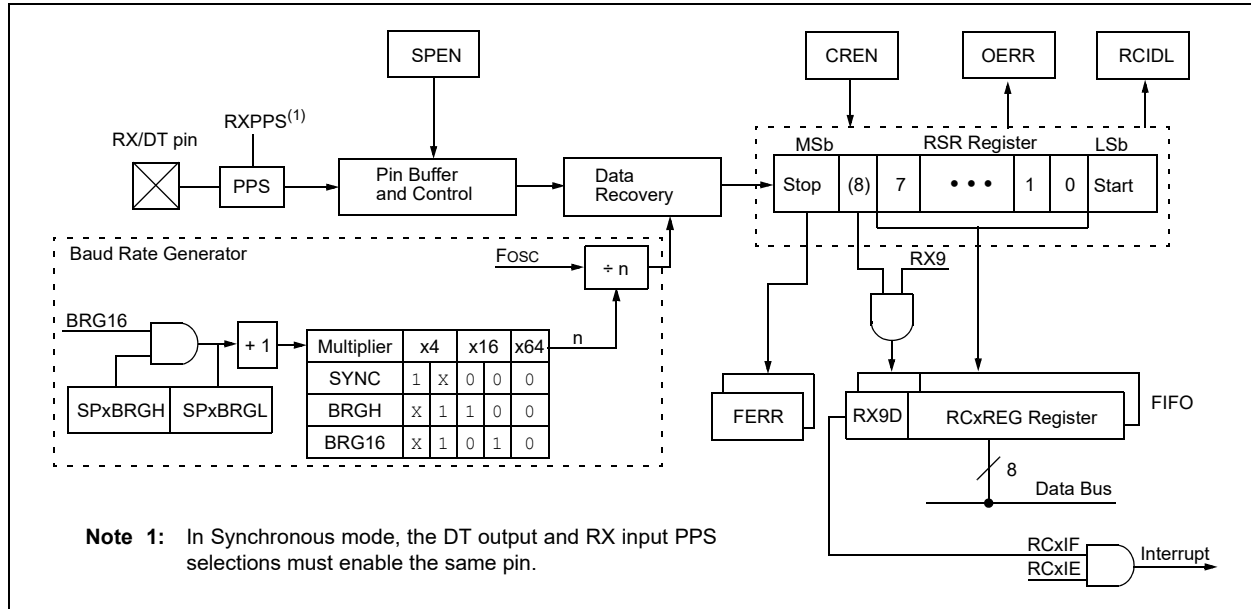 SPEN
CREN
OERR
RCIDL
RXPPS(1)
RX/DT pin
PPS
Pin Buffer
and Control
Data
Recovery
MSb RSR Register LSb
Stop (8) 7 • • • 1 0 Start
Baud Rate Generator
FOSC
÷ n
RX9
BRG16
+ 1
n
Multiplier x4 x16 x64
SYNC 1 X 0 0 0
BRGH X 1 1 0 0
BRG16 X 1 0 1 0
SPxBRGH SPxBRGL
FERR
RX9D RCxREG Register
FIFO
8
Data Bus
Note 1: In Synchronous mode, the DT output and RX input PPS
selections must enable the same pin.
RCxIF
RCxIE
Interrupt